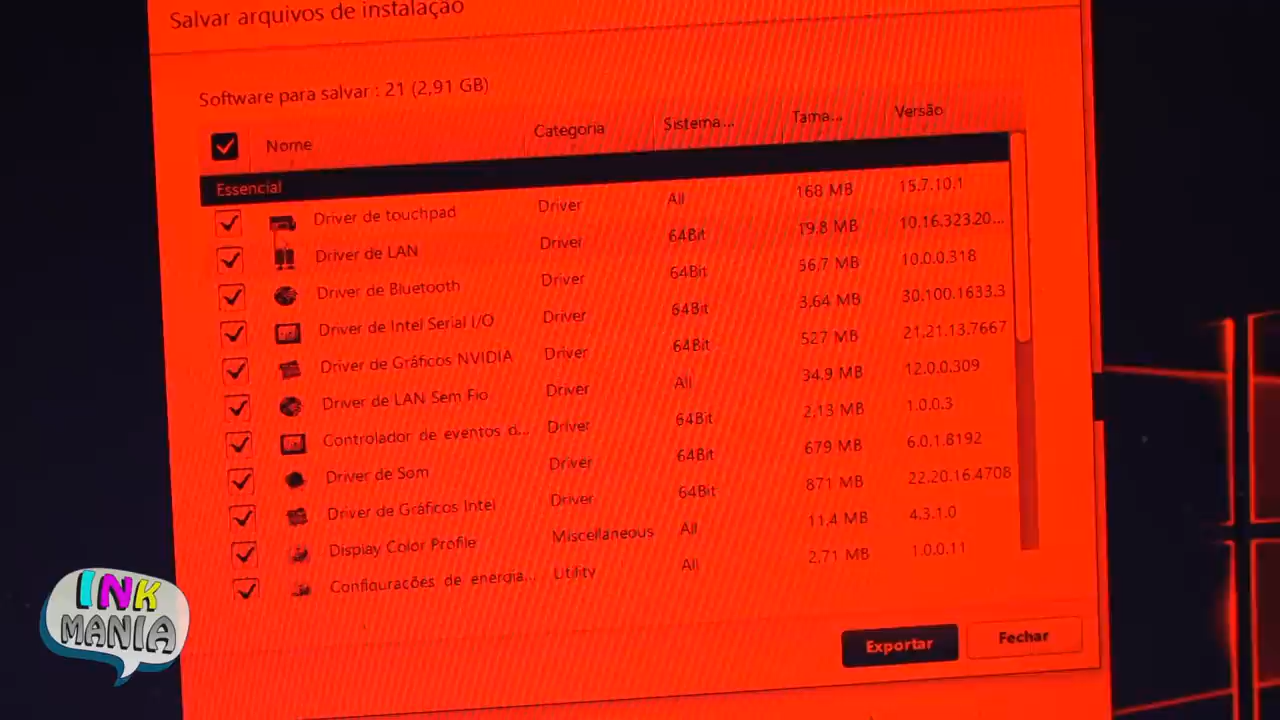 Salvar arquivos de instalação
Software para salvar : 21 (2,91 GB)
Nome Categoria Sistema... Tama... Versão
Essencial
Driver de touchpad Driver All 168 MB 15.7.10.1
Driver de LAN Driver 64Bit 19,8 MB 10.16.323.20...
Driver de Bluetooth Driver 64Bit 56,7 MB 10.0.0.318
Driver de Intel Serial I/O Driver 64Bit 3,64 MB 30.100.1633.3
Driver de Gráficos NVIDIA Driver 64Bit 527 MB 21.21.13.7667
Driver de LAN Sem Fio Driver All 34,9 MB 12.0.0.309
Controlador de eventos d... Driver 64Bit 2,13 MB 1.0.0.3
Driver de Som Driver 64Bit 679 MB 6.0.1.8192
Driver de Gráficos Intel Driver 64Bit 871 MB 22.20.16.4708
Display Color Profile Miscellaneous All 11,4 MB 4.3.1.0
Configurações de energia... Utility All 2,71 MB 1.0.0.11
Exportar Fechar
INK
MANIA